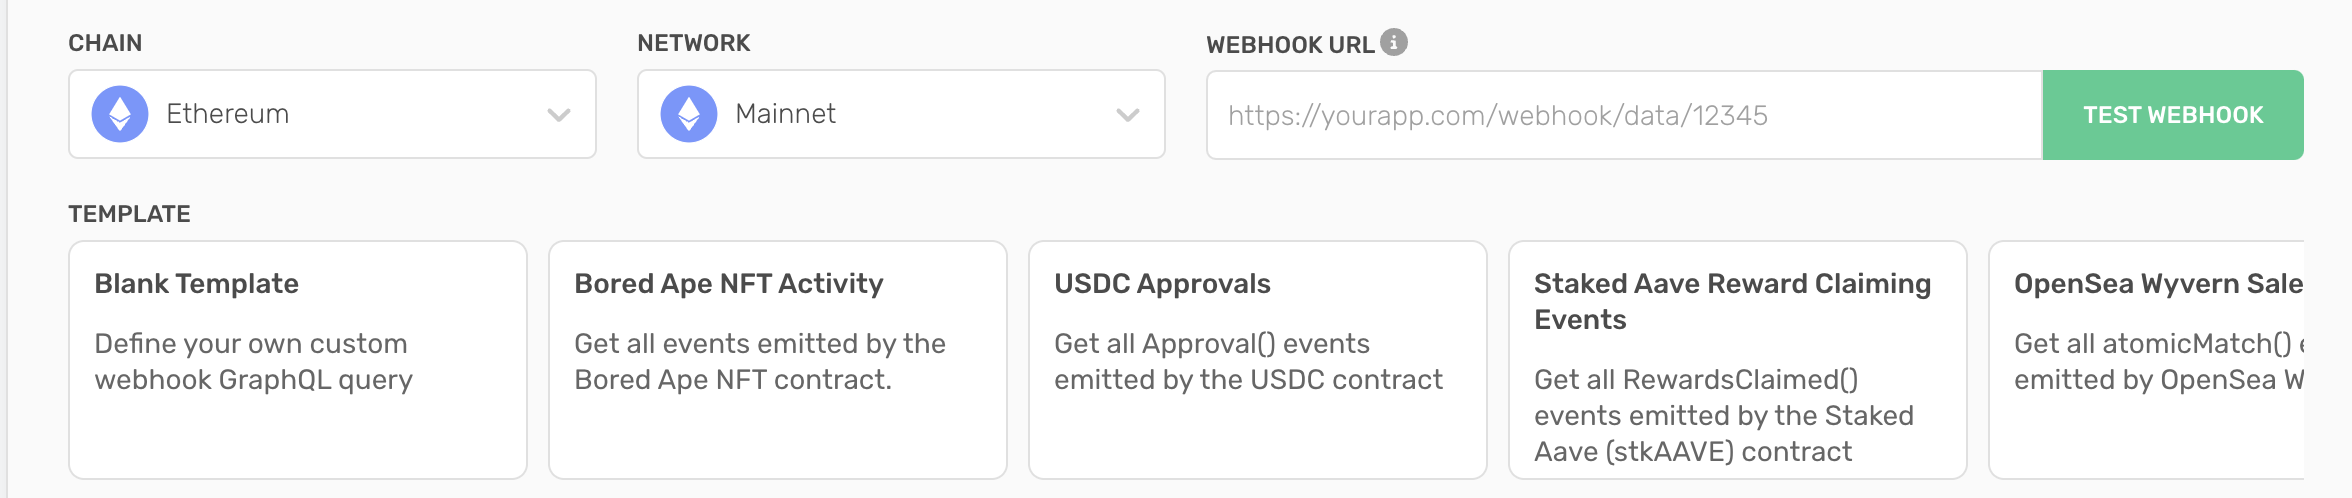 CHAIN
NETWORK
WEBHOOK URL
Ethereum
Mainnet
https://yourapp.com/webhook/data/12345
TEST WEBHOOK
TEMPLATE
Blank Template
Define your own custom
webhook GraphQL query
Bored Ape NFT Activity
Get all events emitted by the
Bored Ape NFT contract.
USDC Approvals
Get all Approval() events
emitted by the USDC contract
Staked Aave Reward Claiming
Events
Get all RewardsClaimed()
events emitted by the Staked
Aave (stkAAVE) contract
OpenSea Wyvern Sale
Get all atomicMatch()
emitted by OpenSea